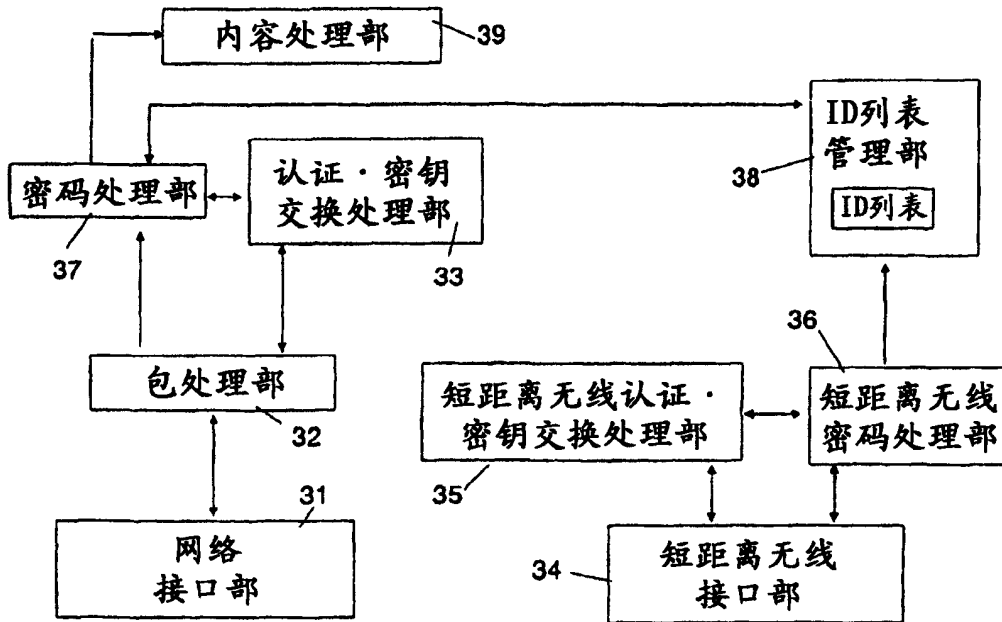 内容处理部
39
ID列表
管理部
38
ID列表
密码处理部
37
认证·密钥
交换处理部
33
包处理部
32
36
短距离无线认证·
密钥交换处理部
35
短距离无线
密码处理部
31
网络
接口部
34
短距离无线
接口部